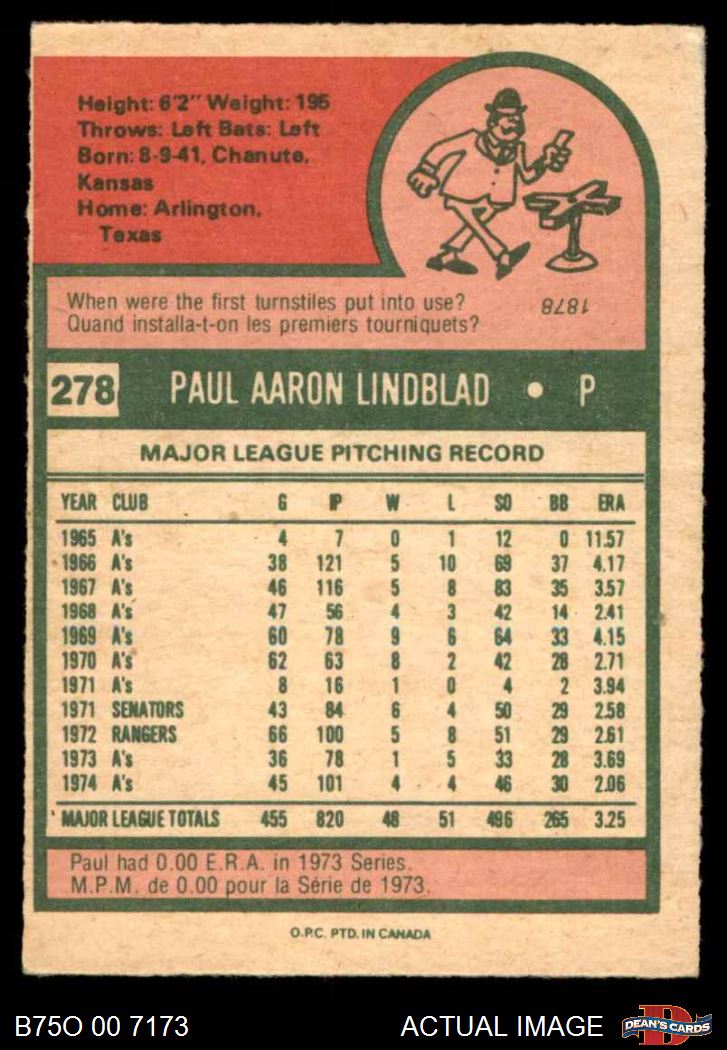 Height: 6'2" Weight: 195
Throws: Left Bats: Left
Born: 8-9-41, Chanute,
Kansas
Home: Arlington,
Texas
When were the first turnstiles put into use?
Quand installa-t-on les premiers tourniquets?
1878
278 PAUL AARON LINDBLAD • P
MAJOR LEAGUE PITCHING RECORD
YEAR CLUB G IP W L SO BB ERA
1965 A's 4 7 0 1 12 0 11.57
1966 A's 38 121 5 10 69 37 4.17
1967 A's 46 116 5 8 83 35 3.57
1968 A's 47 56 4 3 42 14 2.41
1969 A's 60 78 9 6 64 33 4.15
1970 A's 62 63 8 2 42 28 2.71
1971 A's 8 16 1 0 4 2 3.94
1971 SENATORS 43 84 6 4 50 29 2.58
1972 RANGERS 66 100 5 8 51 29 2.61
1973 A's 36 78 1 5 33 28 3.69
1974 A's 45 101 4 4 46 30 2.06
MAJOR LEAGUE TOTALS 455 820 48 51 496 265 3.25
Paul had 0.00 E.R.A. in 1973 Series.
M.P.M. de 0.00 pour la Série de 1973.
O.P.C. PTD. IN CANADA
B75O 00 7173 ACTUAL IMAGE
D
DEAN'S CARDS